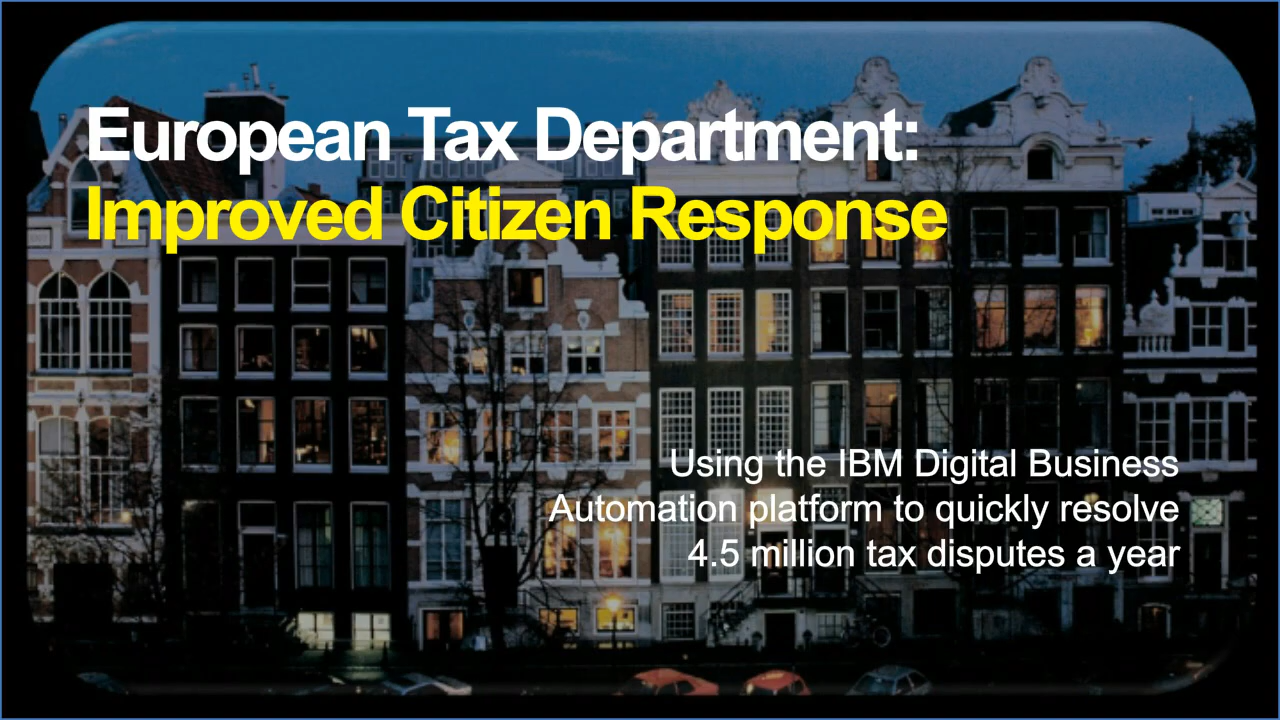 European Tax Department:
Improved Citizen Response
Using the IBM Digital Business
Automation platform to quickly resolve
4.5 million tax disputes a year